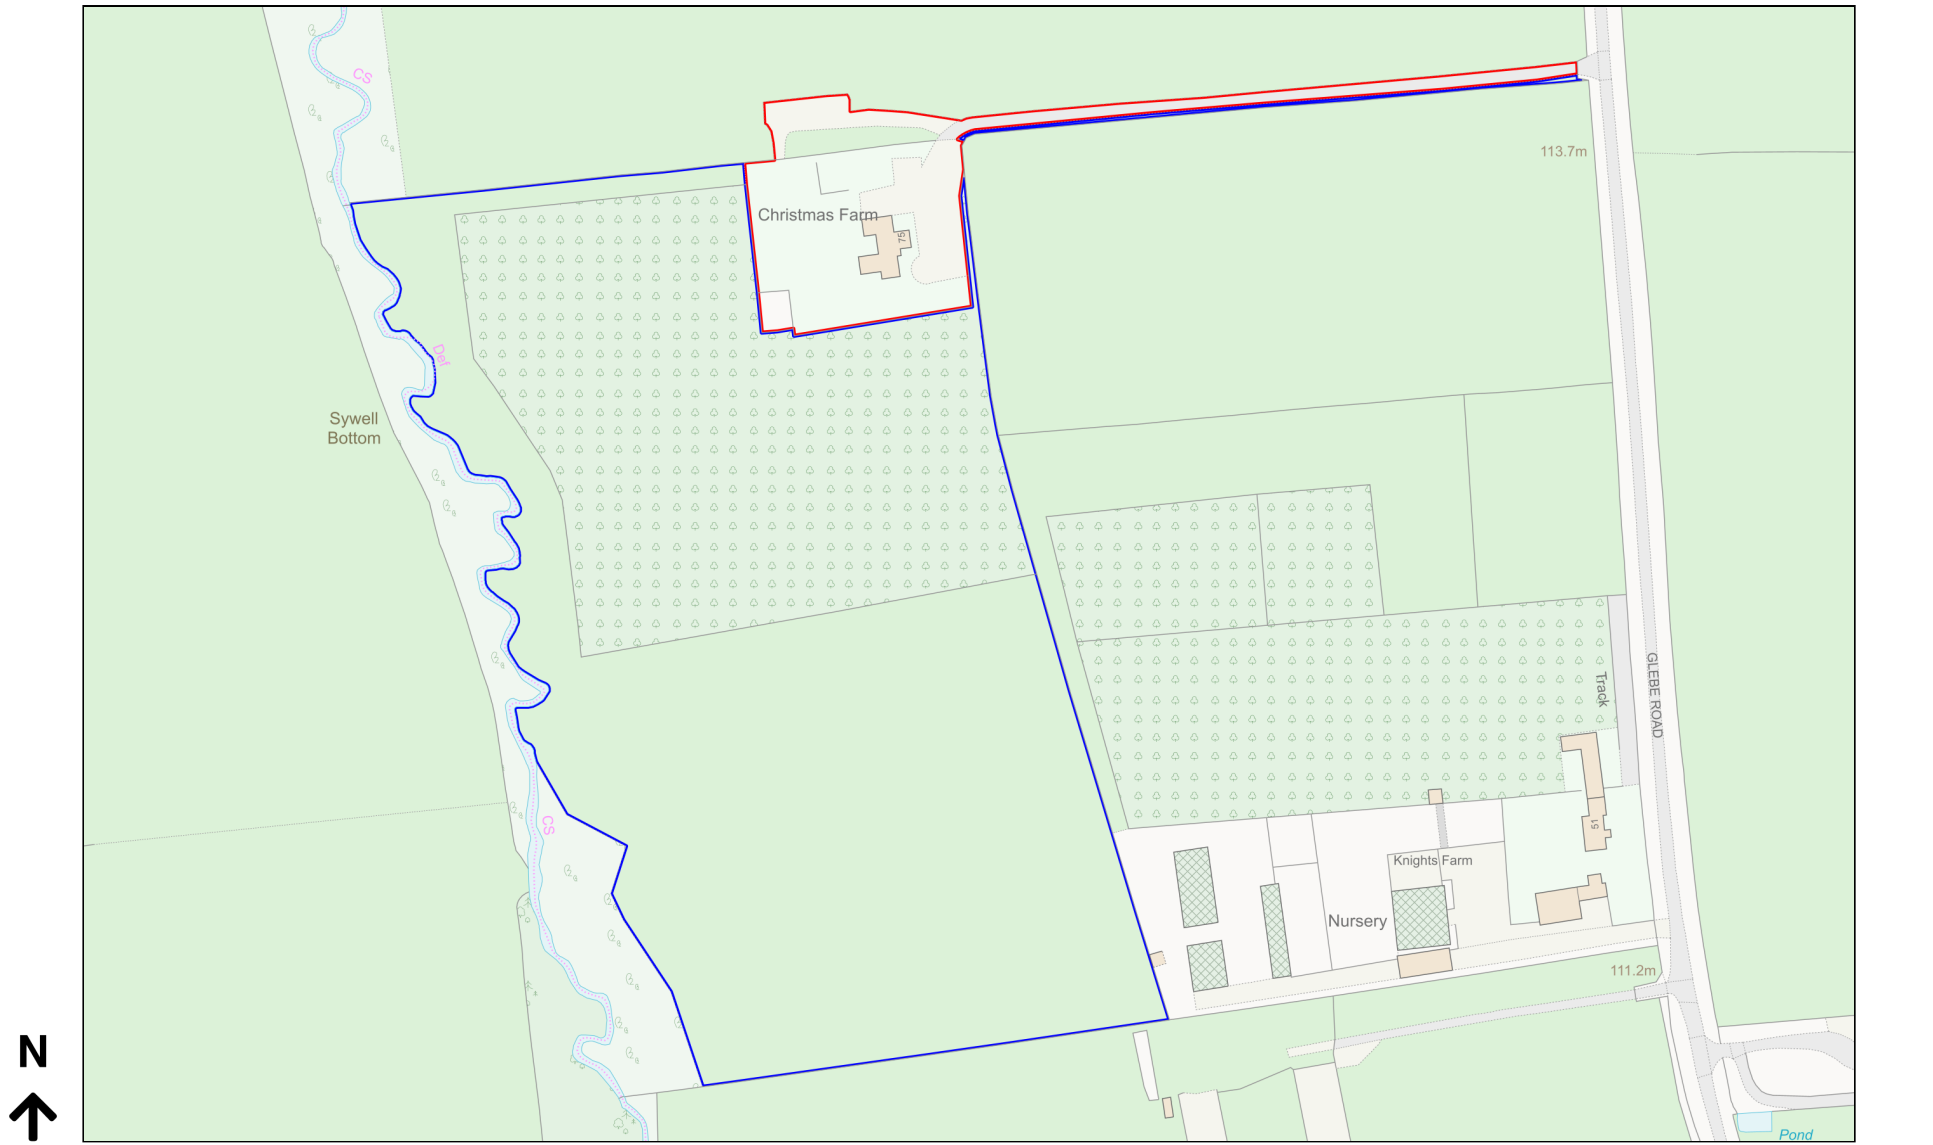 CS
113.7m
Christmas Farm
75
Def
Sywell
Bottom
Track
GLEBE ROAD
CS
51
Knights Farm
Nursery
111.2m
N
Pond